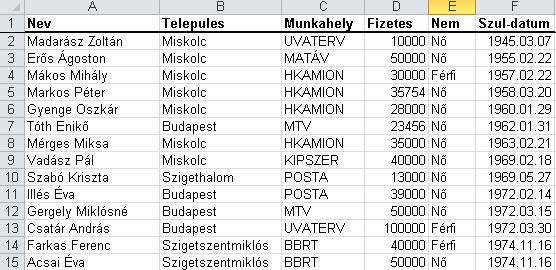 A B C D E F
1 Nev Telepules Munkahely Fizetes Nem Szul-datum
2 Madarász Zoltán Miskolc UVATERV 10000 Nő 1945.03.07
3 Erős Ágoston Miskolc MATÁV 50000 Nő 1955.02.22
4 Mákos Mihály Miskolc HKAMION 30000 Férfi 1957.02.22
5 Markos Péter Miskolc HKAMION 35754 Nő 1958.03.20
6 Gyenge Oszkár Miskolc HKAMION 28000 Nő 1960.01.29
7 Tóth Enikő Budapest MTV 23456 Nő 1962.01.31
8 Mérges Miksa Miskolc HKAMION 35000 Nő 1963.02.21
9 Vadász Pál Miskolc KIPSZER 40000 Nő 1969.02.18
10 Szabó Kriszta Szigethalom POSTA 13000 Nő 1969.05.27
11 Illés Éva Budapest POSTA 39000 Nő 1972.02.14
12 Gergely Miklósné Budapest MTV 50000 Nő 1972.03.15
13 Csatár András Budapest UVATERV 100000 Férfi 1972.03.30
14 Farkas Ferenc Szigetszentmiklós BBRT 40000 Férfi 1974.11.16
15 Acsai Éva Szigetszentmiklós BBRT 50000 Nő 1974.11.16